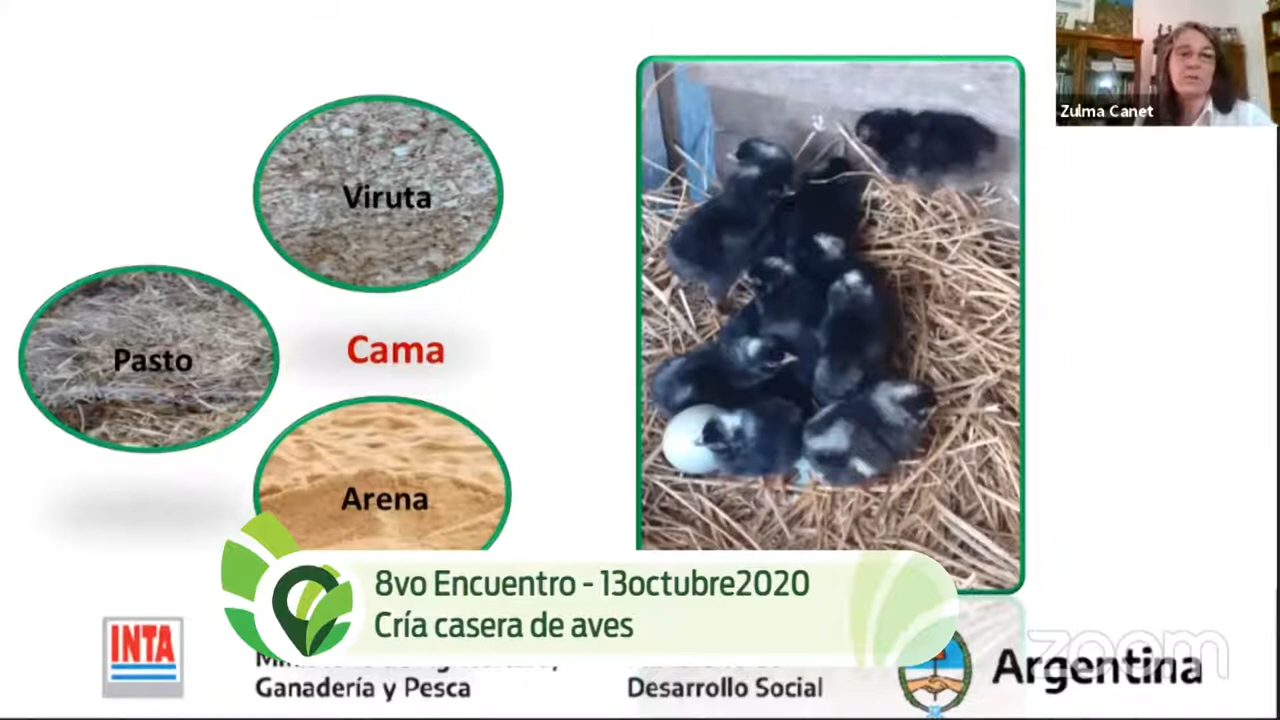 Zulma Canet
Viruta
Cama
Pasto
Arena
8vo Encuentro - 13octubre2020
Cría casera de aves
INTA
Ganadería y Pesca
Desarrollo Social
Argentina
zoom